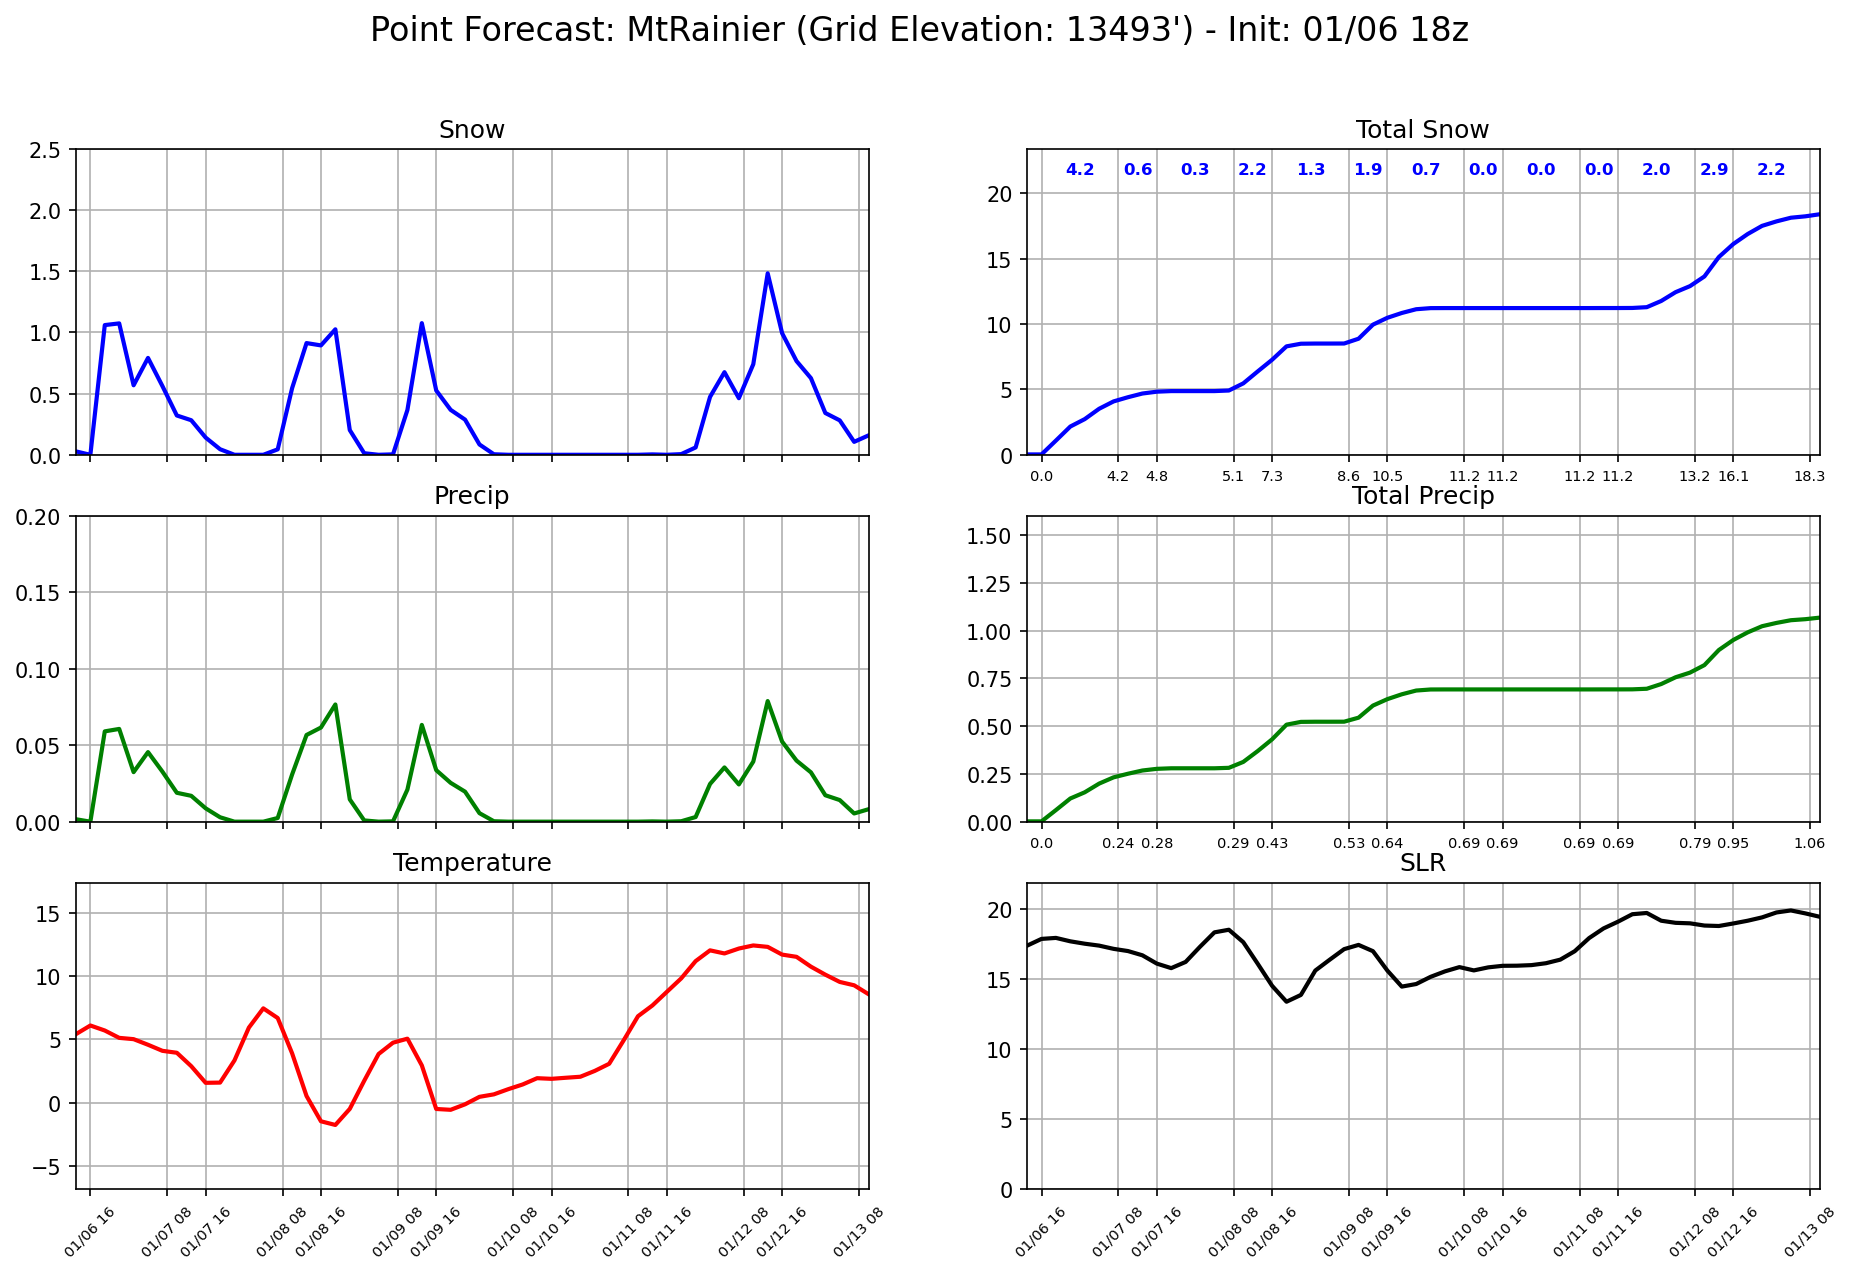 Point Forecast: MtRainier (Grid Elevation: 13493') - Init: 01/06 18z
Snow
2.5
2.0
1.5
1.0
0.5
0.0
Total Snow
4.2 0.6 0.3 2.2 1.3 1.9 0.7 0.0 0.0 0.0 2.0 2.9 2.2
20
15
10
5
0
0.0 4.2 4.8 5.1 7.3 8.6 10.5 11.2 11.2 11.2 11.2 13.2 16.1 18.3
Precip
0.20
0.15
0.10
0.05
0.00
Total Precip
1.50
1.25
1.00
0.75
0.50
0.25
0.00
0.0 0.24 0.28 0.29 0.43 0.53 0.64 0.69 0.69 0.69 0.69 0.79 0.95 1.06
Temperature
15
10
5
0
−5
01/06 16 01/07 08 01/07 16 01/08 08 01/08 16 01/09 08 01/09 16 01/10 08 01/10 16 01/11 08 01/11 16 01/12 08 01/12 16 01/13 08
SLR
20
15
10
5
0
01/06 16 01/07 08 01/07 16 01/08 08 01/08 16 01/09 08 01/09 16 01/10 08 01/10 16 01/11 08 01/11 16 01/12 08 01/12 16 01/13 08